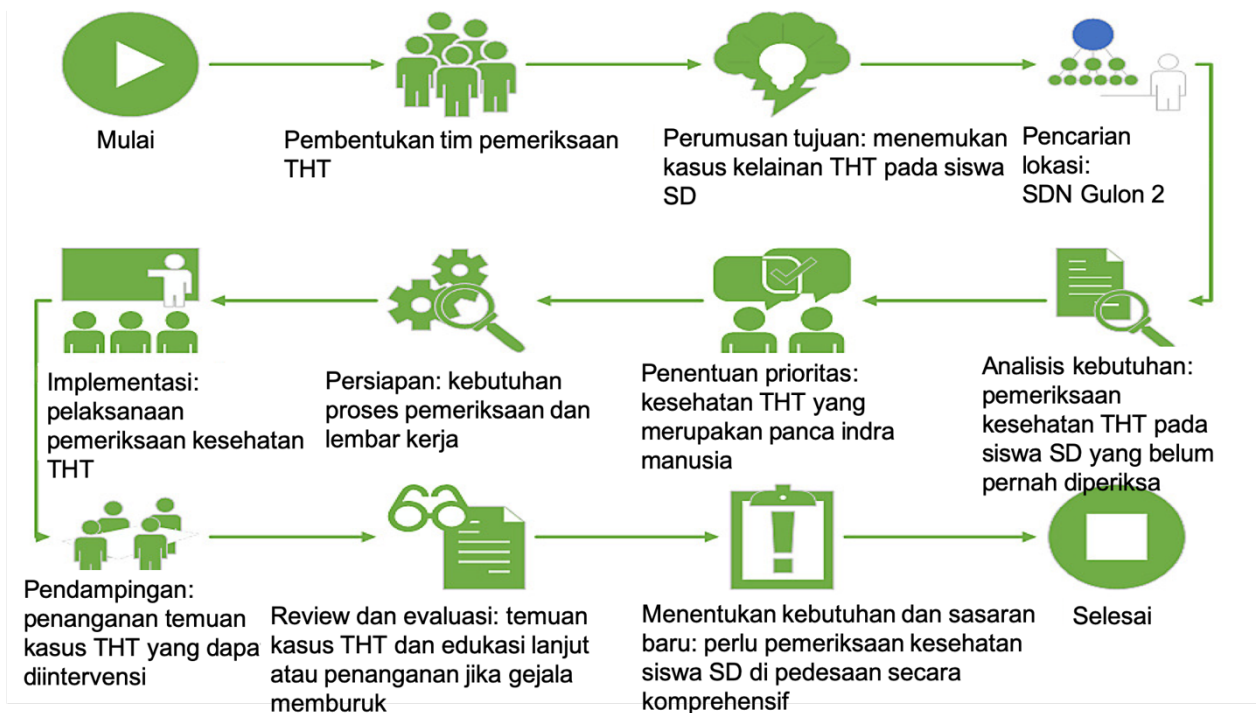 Mulai
Pembentukan tim pemeriksaan
THT
Perumusan tujuan: menemukan
kasus kelainan THT pada siswa
SD
Pencarian
lokasi:
SDN Gulon 2
Analisis kebutuhan:
pemeriksaan
kesehatan THT pada
siswa SD yang belum
pernah diperiksa
Penentuan prioritas:
kesehatan THT yang
merupakan panca indra
manusia
Persiapan: kebutuhan
proses pemeriksaan dan
lembar kerja
Implementasi:
pelaksanaan
pemeriksaan kesehatan
THT
Pendampingan:
penanganan temuan
kasus THT yang dapa
diintervensi
Review dan evaluasi: temuan
kasus THT dan edukasi lanjut
atau penanganan jika gejala
memburuk
Menentukan kebutuhan dan sasaran
baru: perlu pemeriksaan kesehatan
siswa SD di pedesaan secara
komprehensif
Selesai